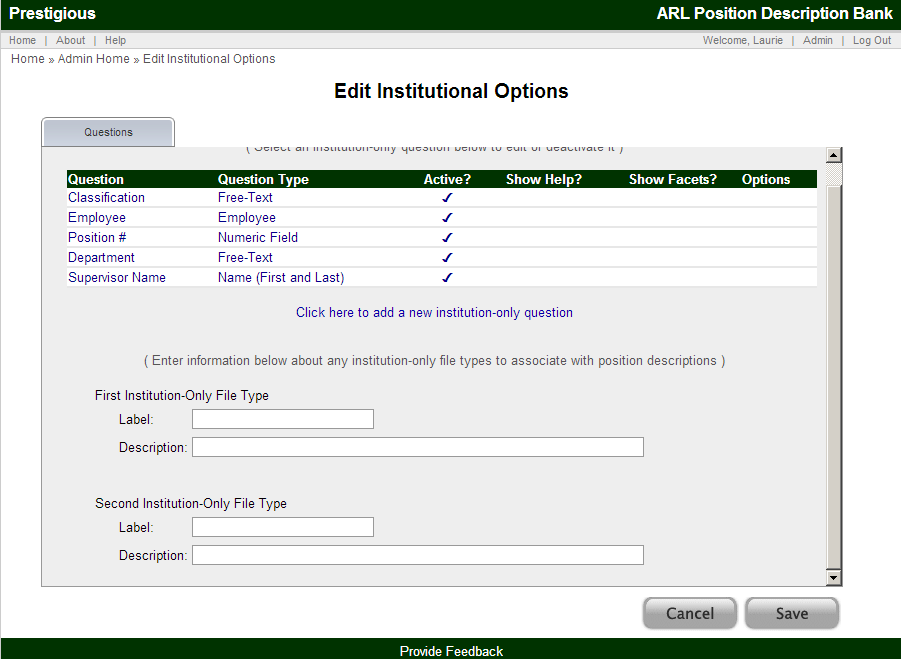 Prestigious ARL Position Description Bank
Home | About | Help Welcome, Laurie | Admin | Log Out
Home » Admin Home » Edit Institutional Options
Edit Institutional Options
Questions
( Select an institution-only question below to edit or deactivate it )
Question Question Type Active? Show Help? Show Facets? Options
Classification Free-Text ✓
Employee Employee ✓
Position # Numeric Field ✓
Department Free-Text ✓
Supervisor Name Name (First and Last) ✓
Click here to add a new institution-only question
( Enter information below about any institution-only file types to associate with position descriptions )
First Institution-Only File Type
Label:
Description:
Second Institution-Only File Type
Label:
Description:
Cancel Save
Provide Feedback